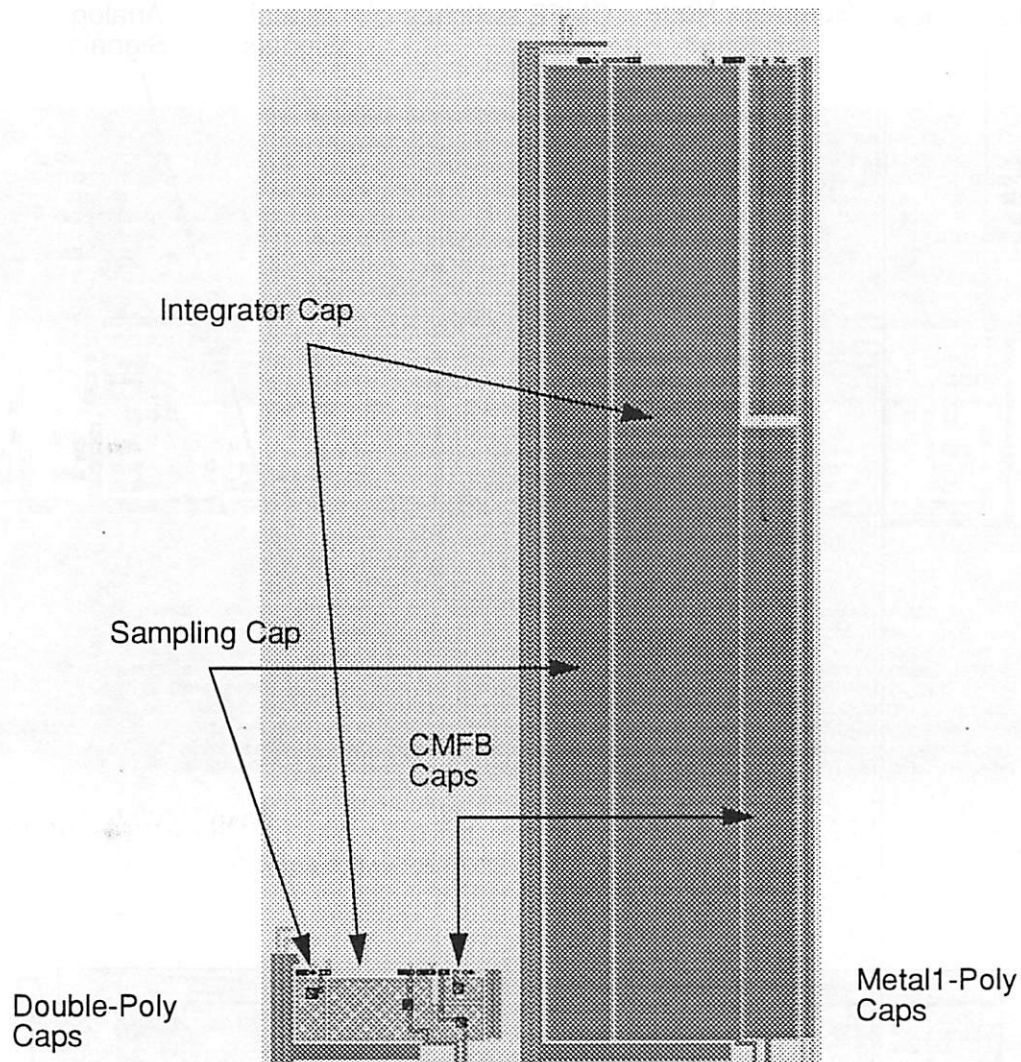 Integrator Cap
Sampling Cap
CMFB
Caps
Double-Poly
Caps
Metal1-Poly
Caps